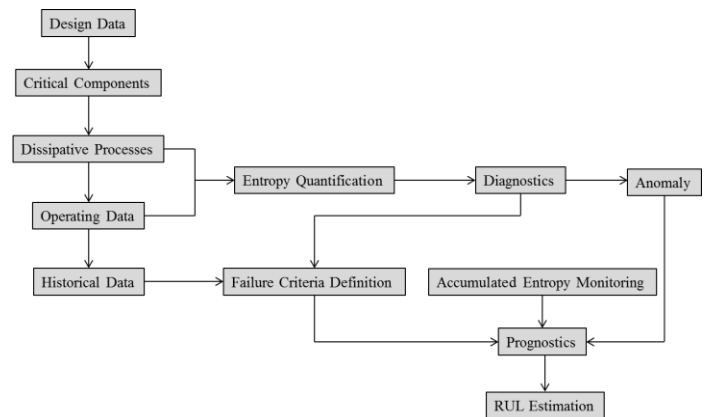 Design Data
Critical Components
Dissipative Processes
Entropy Quantification
Diagnostics
Anomaly
Operating Data
Historical Data
Failure Criteria Definition
Accumulated Entropy Monitoring
Prognostics
RUL Estimation